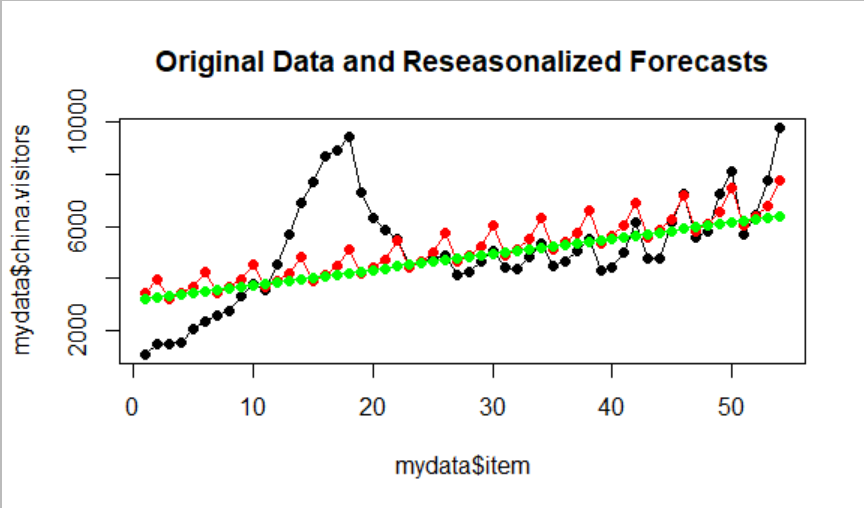 Original Data and Reseasonalized Forecasts
mydata$china.visitors
10000
6000
2000
0 10 20 30 40 50
mydata$item